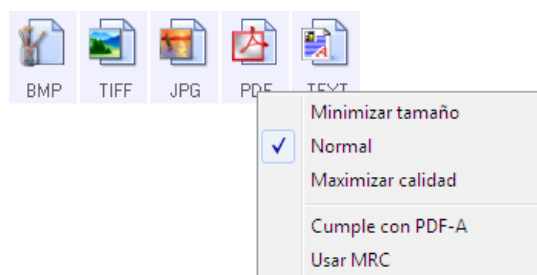 BMP TIFF JPG PDF TEXT
Minimizar tamaño
Normal
Maximizar calidad
Cumple con PDF-A
Usar MRC